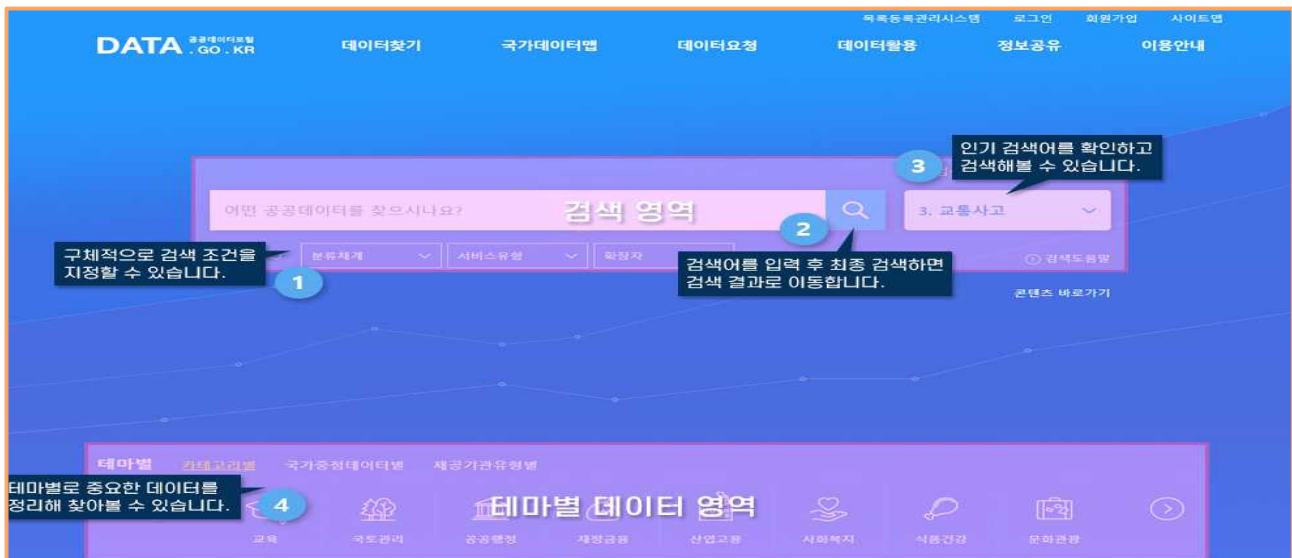 목록등록관리시스템 로그인 회원가입 사이트맵
DATA 공공데이터포털
.GO.KR
데이터찾기 국가데이터맵 데이터요청 데이터활용 정보공유 이용안내
인기 검색어를 확인하고
검색해볼 수 있습니다.
3
어떤 공공데이터를 찾으시나요?
검색 영역
3. 교통사고
2
구체적으로 검색 조건을
지정할 수 있습니다.
1
분류체계 서비스유형 확장자
검색어를 입력 후 최종 검색하면
검색 결과로 이동합니다.
검색도움말
콘텐츠 바로가기
테마별 카테고리별 국가중점데이터별 제공기관유형별
테마별로 중요한 데이터를
정리해 찾아볼 수 있습니다.
4
테마별 데이터 영역
교육 국토관리 공공행정 재정금융 산업고용 사회복지 식품건강 문화관광